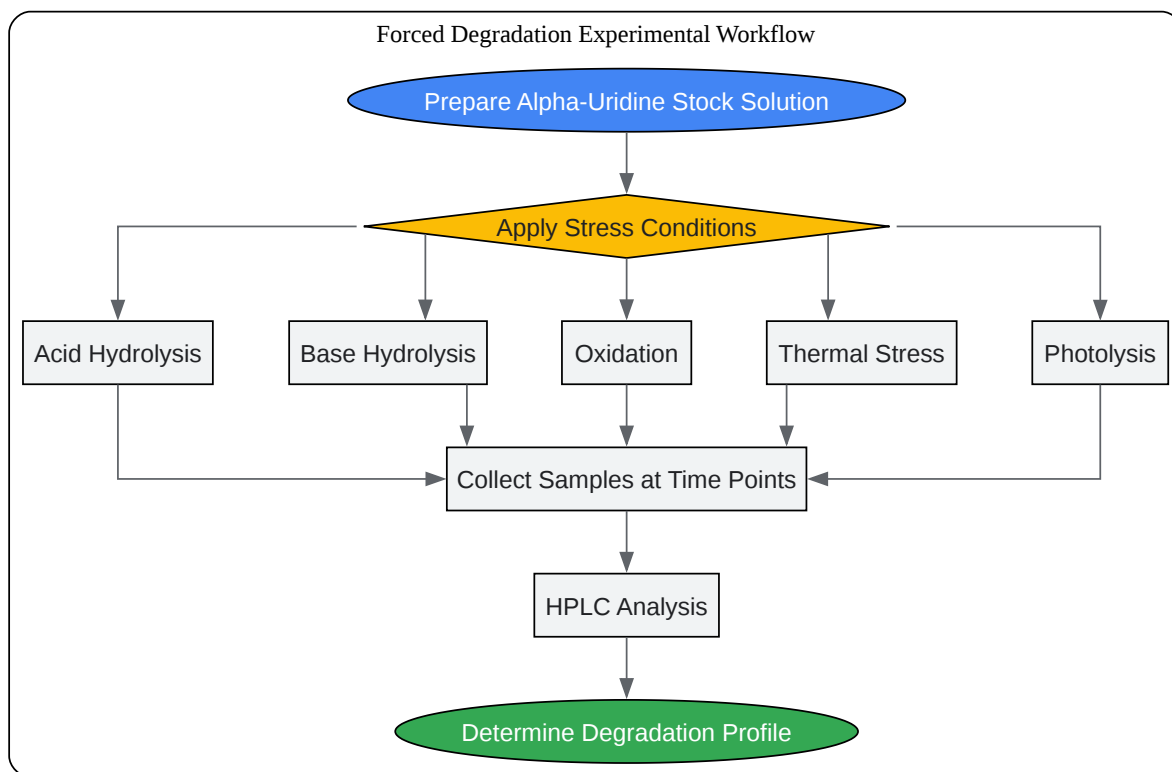 Forced Degradation Experimental Workflow
Prepare Alpha-Uridine Stock Solution
Apply Stress Conditions
Acid Hydrolysis
Base Hydrolysis
Oxidation
Thermal Stress
Photolysis
Collect Samples at Time Points
HPLC Analysis
Determine Degradation Profile